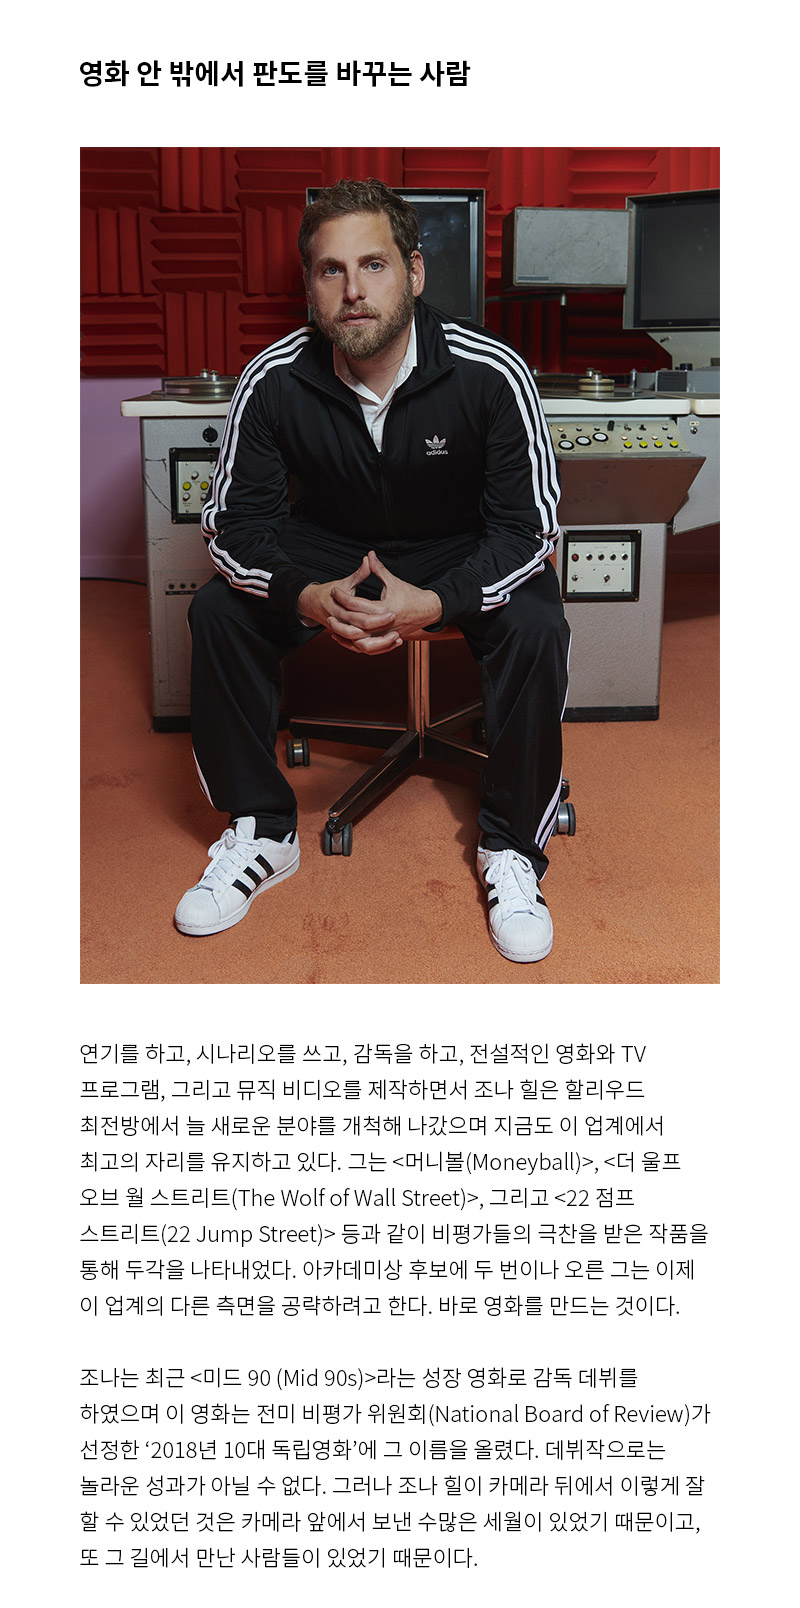 영화 안 밖에서 판도를 바꾸는 사람
adidas
연기를 하고, 시나리오를 쓰고, 감독을 하고, 전설적인 영화와 TV
프로그램, 그리고 뮤직 비디오를 제작하면서 조나 힐은 할리우드
최전방에서 늘 새로운 분야를 개척해 나갔으며 지금도 이 업계에서
최고의 자리를 유지하고 있다. 그는 <머니볼(Moneyball)>, <더 울프
오브 월 스트리트(The Wolf of Wall Street)>, 그리고 <22 점프
스트리트(22 Jump Street)> 등과 같이 비평가들의 극찬을 받은 작품을
통해 두각을 나타내었다. 아카데미상 후보에 두 번이나 오른 그는 이제
이 업계의 다른 측면을 공략하려고 한다. 바로 영화를 만드는 것이다.
조나는 최근 <미드 90 (Mid 90s)>라는 성장 영화로 감독 데뷔를
하였으며 이 영화는 전미 비평가 위원회(National Board of Review)가
선정한 ‘2018년 10대 독립영화’에 그 이름을 올렸다. 데뷔작으로는
놀라운 성과가 아닐 수 없다. 그러나 조나 힐이 카메라 뒤에서 이렇게 잘
할 수 있었던 것은 카메라 앞에서 보낸 수많은 세월이 있었기 때문이고,
또 그 길에서 만난 사람들이 있었기 때문이다.